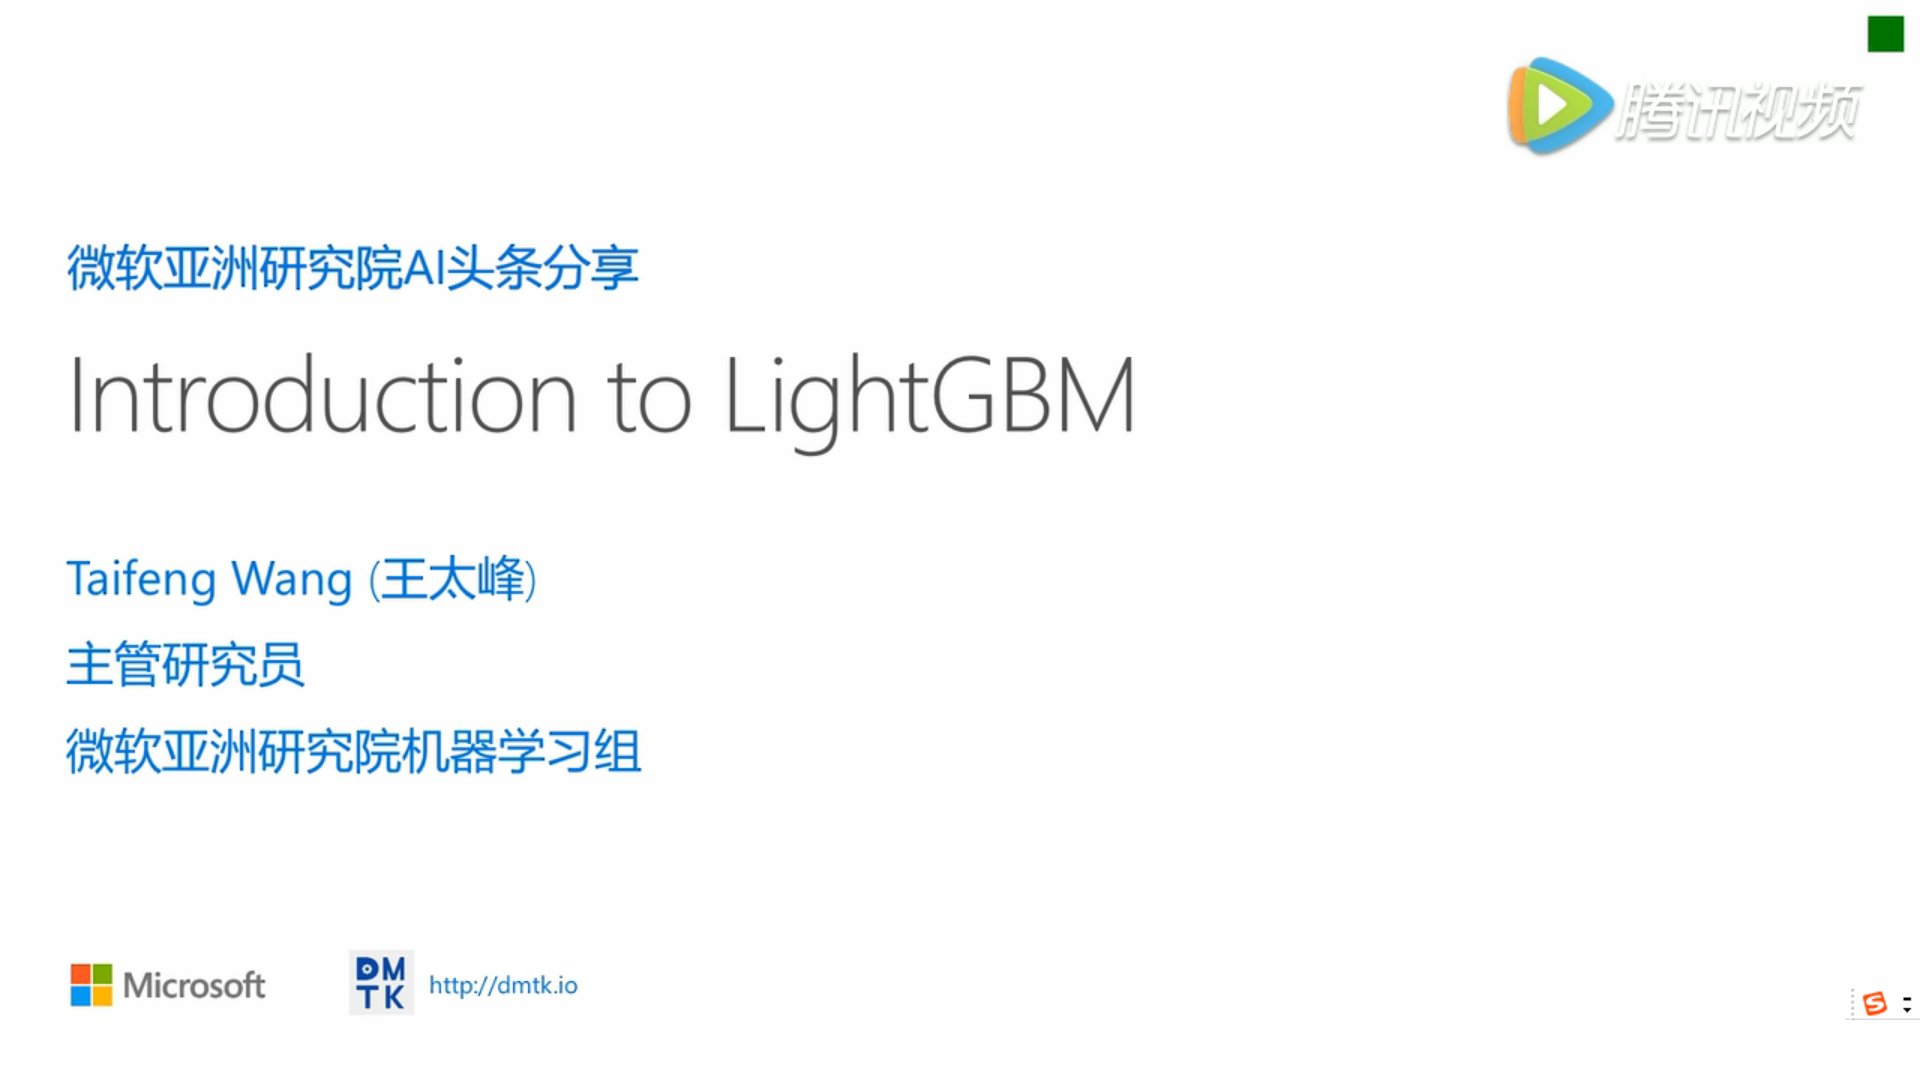 腾讯视频
微软亚洲研究院AI头条分享
Introduction to LightGBM
Taifeng Wang (王太峰)
主管研究员
微软亚洲研究院机器学习组
Microsoft
DM
TK
http://dmtk.io
S